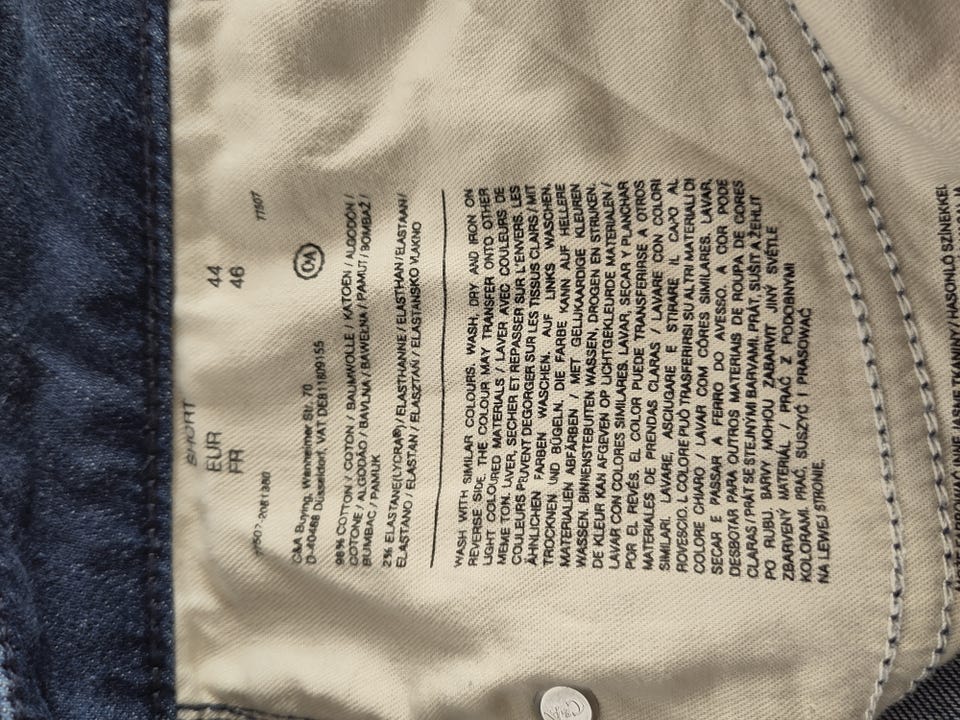 SHORT
EUR 44
FR 46
77507
C&A Buying, Wanheimer Str. 70
D-40468 Düsseldorf, VAT DE811809155
98% COTTON / COTON / BAUMWOLLE / KATOEN / ALGODÓN /
COTONE / ALGODÃO / BAVLNA / BAWEŁNA / PAMUT / BOMBAŽ /
BUMBAC / PAMUK
2% ELASTANE(LYCRA®) / ELASTHANNE / ELASTHAN / ELASTAAN /
ELASTANO / ELASTAN / ELASZTÁN / ELASTANSKO VLAKNO
WASH WITH SIMILAR COLOURS. WASH, DRY AND IRON ON
REVERSE SIDE. THE COLOUR MAY TRANSFER ONTO OTHER
LIGHT COLOURED MATERIALS / LAVER AVEC COULEURS DE
MEME TON. LAVER, SECHER ET REPASSER SUR L'ENVERS. LES
COULEURS PEUVENT DEGORGER SUR LES TISSUS CLAIRS / MIT
ÄHNLICHEN FARBEN WASCHEN. AUF LINKS WASCHEN,
TROCKNEN UND BÜGELN. DIE FARBE KANN AUF HELLERE
MATERIALIEN ABFÄRBEN / MET GELIJKAARDIGE KLEUREN
WASSEN. BINNENSTEBUITEN WASSEN, DROGEN EN STRIJKEN.
DE KLEUR KAN AFGEVEN OP LICHTGEKLEURDE MATERIALEN /
LAVAR CON COLORES SIMILARES. LAVAR, SECAR Y PLANCHAR
POR EL REVÉS. EL COLOR PUEDE TRANSFERIRSE A OTROS
MATERIALES DE PRENDAS CLARAS / LAVARE CON COLORI
SIMILARI. LAVARE, ASCIUGARE E STIRARE IL CAPO AL
ROVESCIO. IL COLORE PUÒ TRASFERIRSI SU ALTRI MATERIALI DI
COLORE CHIARO / LAVAR COM CÔRES SIMILARES. LAVAR,
SECAR E PASSAR A FERRO DO AVESSO. A COR PODE
DESBOTAR PARA OUTROS MATERIAIS DE ROUPA DE CORES
CLARAS / PRÁT SE STEJNÝMI BARVAMI. PRÁT, SUŠIT A ŽEHLIT
PO RUBU. BARVY MOHOU ZABARVIT JINÝ SVĚTLE
ZBARVENÝ MATERIÁL / PRAĆ Z PODOBNYMI
KOLORAMI. PRAĆ, SUSZYĆ I PRASOWAĆ
NA LEWEJ STRONIE.
JASNE TKANINY / HASONLÓ SZÍNEKKEL